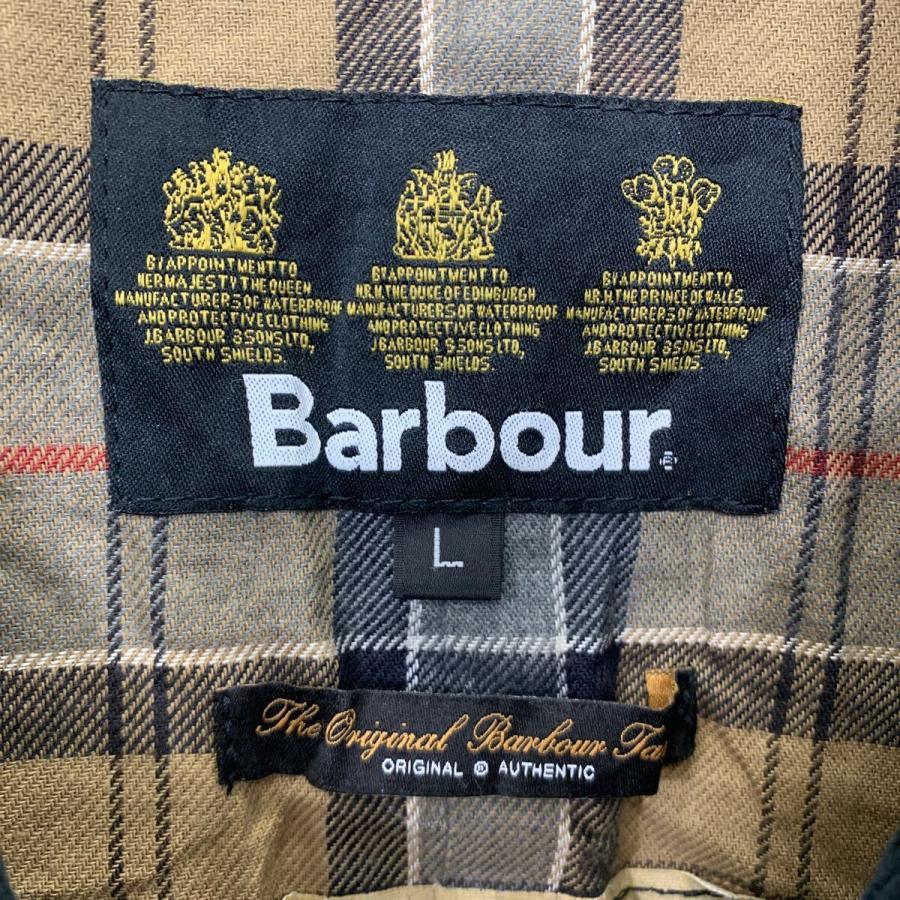 BY APPOINTMENT TO
HER MAJESTY THE QUEEN
MANUFACTURERS OF WATERPROOF
AND PROTECTIVE CLOTHING
J.BARBOUR & SONS LTD,
SOUTH SHIELDS.
BY APPOINTMENT TO
H.R.H. THE DUKE OF EDINBURGH
MANUFACTURERS OF WATERPROOF
AND PROTECTIVE CLOTHING
J.BARBOUR & SONS LTD,
SOUTH SHIELDS.
BY APPOINTMENT TO
H.R.H. THE PRINCE OF WALES
MANUFACTURERS OF WATERPROOF
AND PROTECTIVE CLOTHING
J.BARBOUR & SONS LTD,
SOUTH SHIELDS.
Barbour
L
The Original Barbour
ORIGINAL ® AUTHENTIC